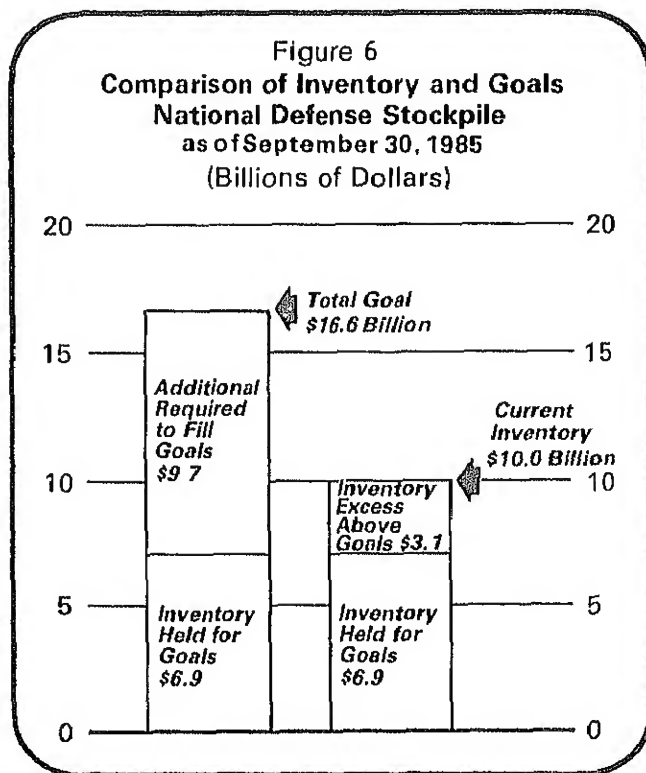 Figure 6
Comparison of Inventory and Goals
National Defense Stockpile
as of September 30, 1985
(Billions of Dollars)
20
20
Total Goal
$16.6 Billion
15
15
Additional
Required
to Fill
Goals
$9 7
Current
Inventory
$10.0 Billion
10
10
Inventory
Excess
Above
Goals $3.1
5
5
Inventory
Held for
Goals
$6.9
Inventory
Held for
Goals
$6.9
0
0